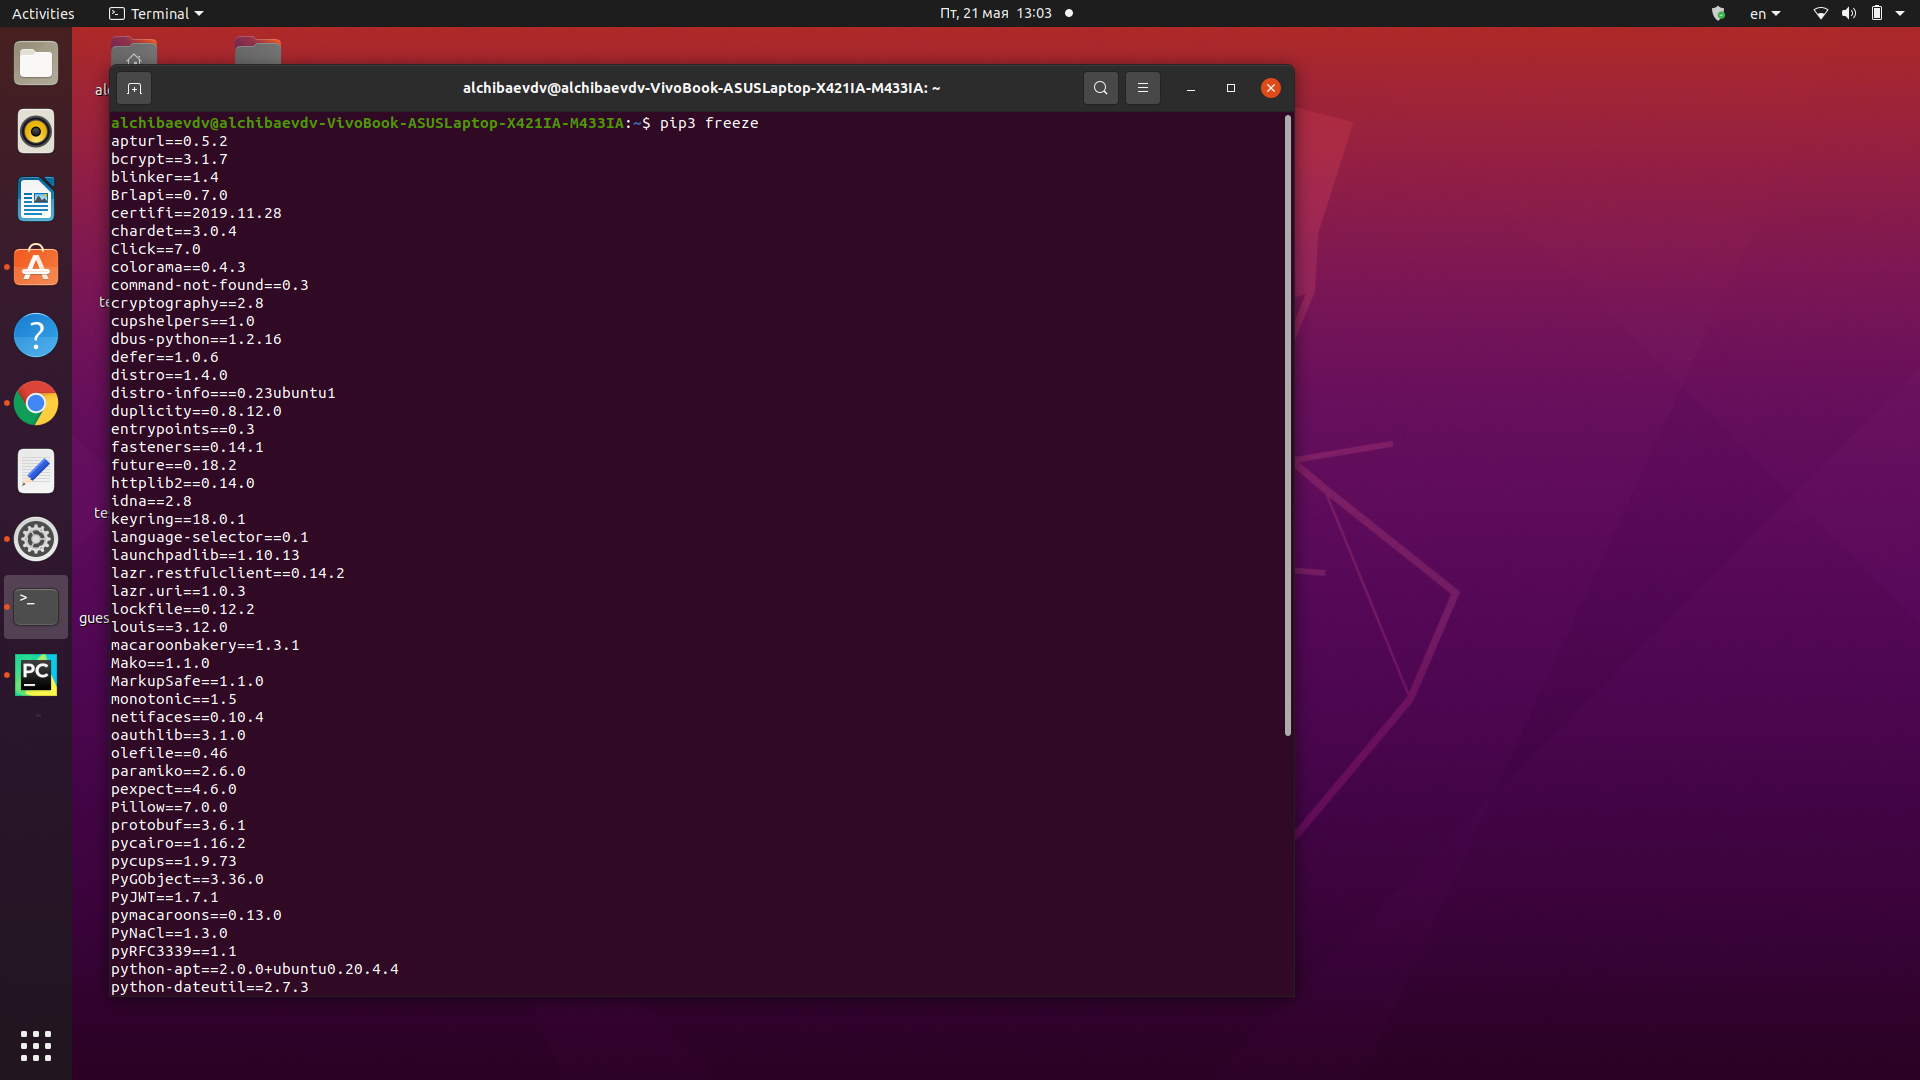 Activities
Terminal
Пт, 21 мая 13:03
en
alchibaevdv@alchibaevdv-VivoBook-ASUSLaptop-X421IA-M433IA: ~
alchibaevdv@alchibaevdv-VivoBook-ASUSLaptop-X421IA-M433IA:~$ pip3 freeze
apturl==0.5.2
bcrypt==3.1.7
blinker==1.4
Brlapi==0.7.0
certifi==2019.11.28
chardet==3.0.4
Click==7.0
colorama==0.4.3
command-not-found==0.3
cryptography==2.8
cupshelpers==1.0
dbus-python==1.2.16
defer==1.0.6
distro==1.4.0
distro-info===0.23ubuntu1
duplicity==0.8.12.0
entrypoints==0.3
fasteners==0.14.1
future==0.18.2
httplib2==0.14.0
idna==2.8
keyring==18.0.1
language-selector==0.1
launchpadlib==1.10.13
lazr.restfulclient==0.14.2
lazr.uri==1.0.3
lockfile==0.12.2
louis==3.12.0
macaroonbakery==1.3.1
Mako==1.1.0
MarkupSafe==1.1.0
monotonic==1.5
netifaces==0.10.4
oauthlib==3.1.0
olefile==0.46
paramiko==2.6.0
pexpect==4.6.0
Pillow==7.0.0
protobuf==3.6.1
pycairo==1.16.2
pycups==1.9.73
PyGObject==3.36.0
PyJWT==1.7.1
pymacaroons==0.13.0
PyNaCl==1.3.0
pyRFC3339==1.1
python-apt==2.0.0+ubuntu0.20.4.4
python-dateutil==2.7.3
>_
PC